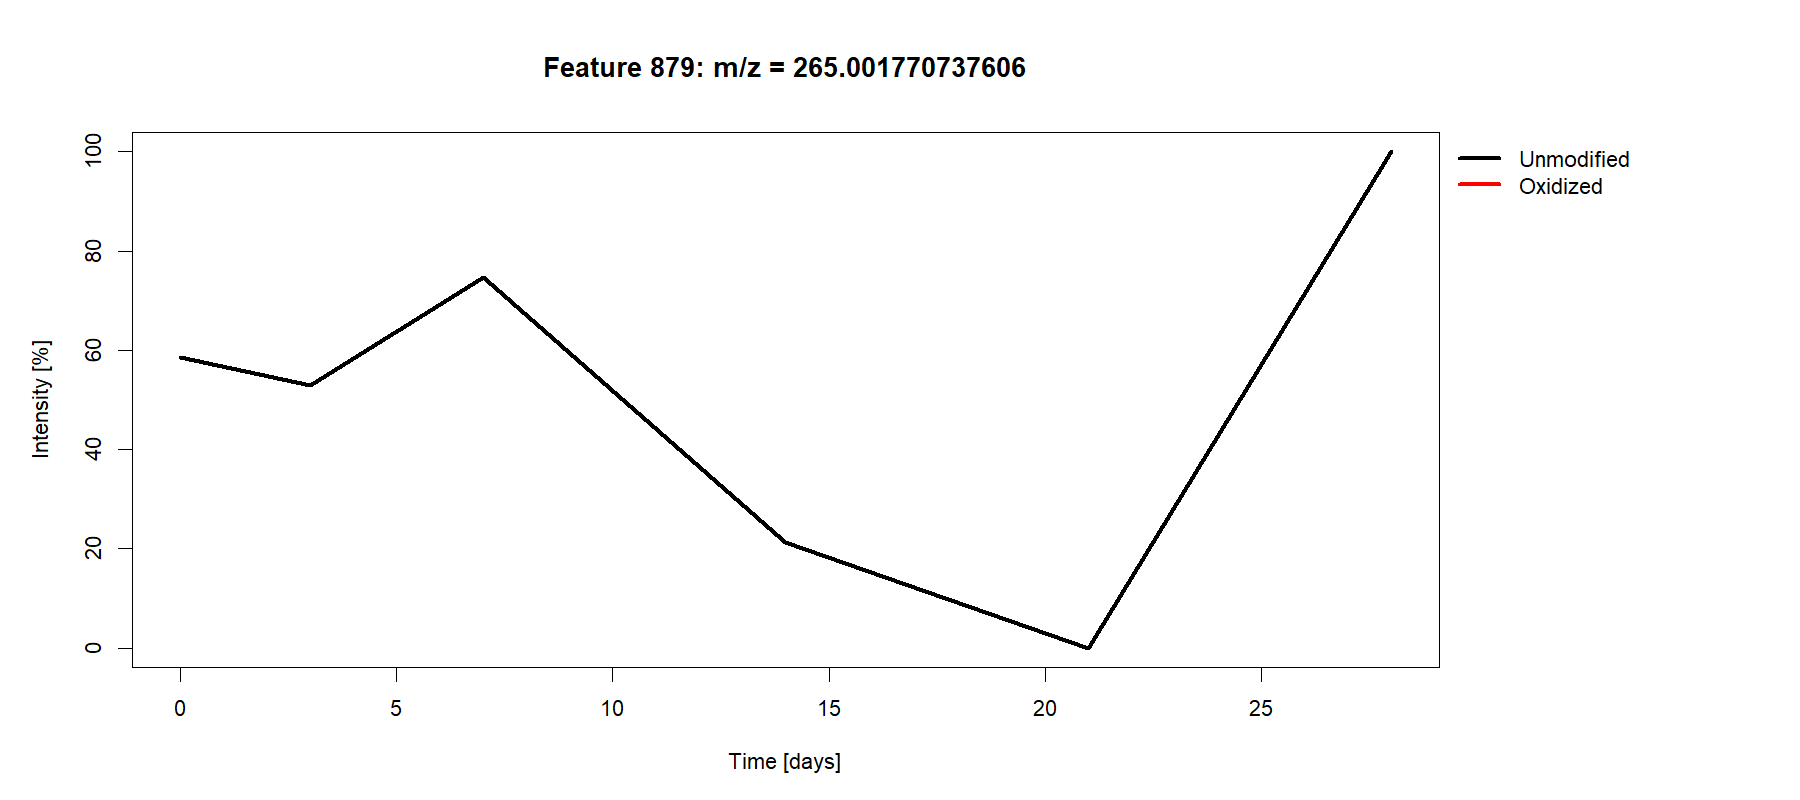 Feature 879: m/z = 265.001770737606
Unmodified
Oxidized
Intensity [%]
100
80
60
40
20
0
0 5 10 15 20 25
Time [days]